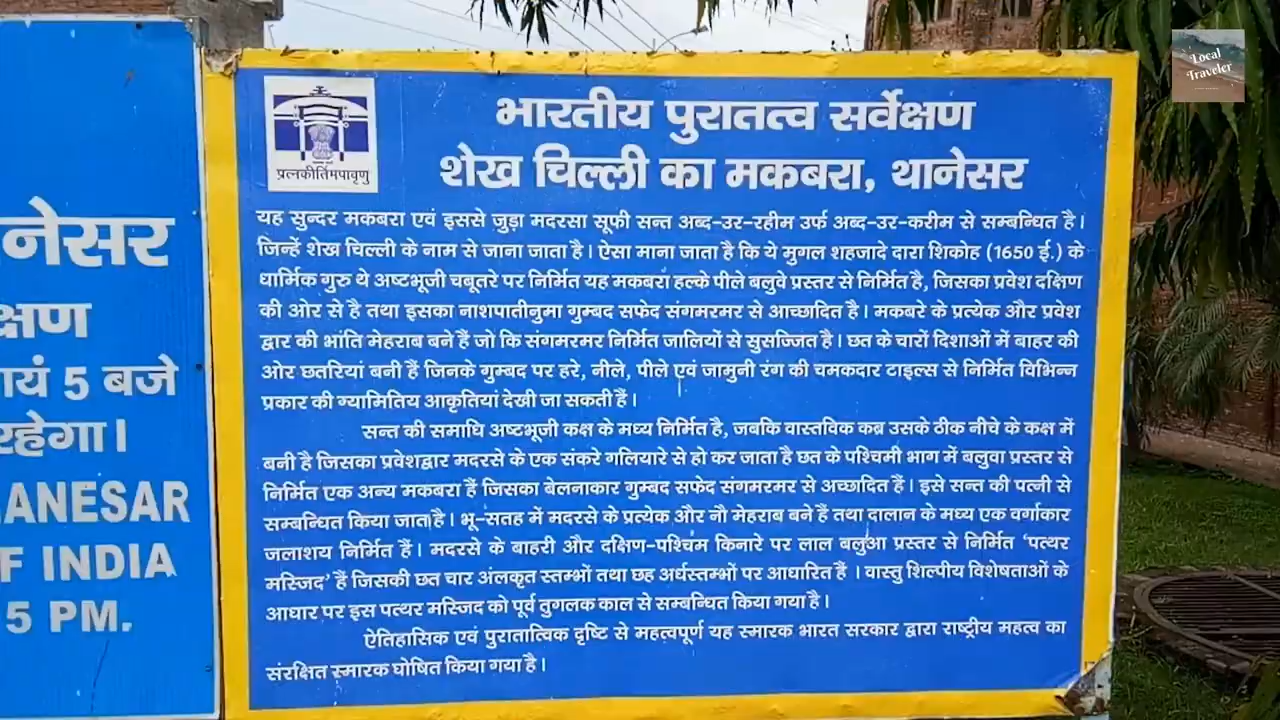 नेसर
क्षण
ायं 5 बजे
रहेगा।
ANESAR
F INDIA
5 PM.
प्रत्नकीर्तिमपावृणु
भारतीय पुरातत्व सर्वेक्षण
शेख चिल्ली का मकबरा, थानेसर
यह सुन्दर मकबरा एवं इससे जुड़ा मदरसा सूफी सन्त अब्द-उर-रहीम उर्फ अब्द-उर-करीम से सम्बन्धित है।
जिन्हें शेख चिल्ली के नाम से जाना जाता है। ऐसा माना जाता है कि ये मुगल शहजादे दारा शिकोह (1650 ई.) के
धार्मिक गुरु थे अष्टभूजी चबूतरे पर निर्मित यह मकबरा हल्के पीले बलुवे प्रस्तर से निर्मित है, जिसका प्रवेश दक्षिण
की ओर से है तथा इसका नाशपातीनुमा गुम्बद सफेद संगमरमर से आच्छादित है। मकबरे के प्रत्येक और प्रवेश
द्वार की भांति मेहराब बने हैं जो कि संगमरमर निर्मित जालियों से सुसज्जित है। छत के चारों दिशाओं में बाहर की
ओर छतरियां बनी हैं जिनके गुम्बद पर हरे, नीले, पीले एवं जामुनी रंग की चमकदार टाइल्स से निर्मित विभिन्न
प्रकार की ग्यामितिय आकृतियां देखी जा सकती हैं।
सन्त की समाधि अष्टभूजी कक्ष के मध्य निर्मित है, जबकि वास्तविक कब्र उसके ठीक नीचे के कक्ष में
बनी है जिसका प्रवेशद्वार मदरसे के एक संकरे गलियारे से हो कर जाता है छत के पश्चिमी भाग में बलुवा प्रस्तर से
निर्मित एक अन्य मकबरा हैं जिसका बेलनाकार गुम्बद सफेद संगमरमर से अच्छादित हैं। इसे सन्त की पत्नी से
सम्बन्धित किया जाता है। भू-सतह में मदरसे के प्रत्येक और नौ मेहराब बने हैं तथा दालान के मध्य एक वर्गाकार
जलाशय निर्मित हैं। मदरसे के बाहरी और दक्षिण-पश्चिम किनारे पर लाल बलुआ प्रस्तर से निर्मित 'पत्थर
मस्जिद' हैं जिसकी छत चार अंलकृत स्तम्भों तथा छह अर्धस्तम्भों पर आधारित हैं । वास्तु शिल्पीय विशेषताओं के
आधार पर इस पत्थर मस्जिद को पूर्व तुगलक काल से सम्बन्धित किया गया है।
ऐतिहासिक एवं पुरातात्विक दृष्टि से महत्वपूर्ण यह स्मारक भारत सरकार द्वारा राष्ट्रीय महत्व का
संरक्षित स्मारक घोषित किया गया है।
Local
Traveler